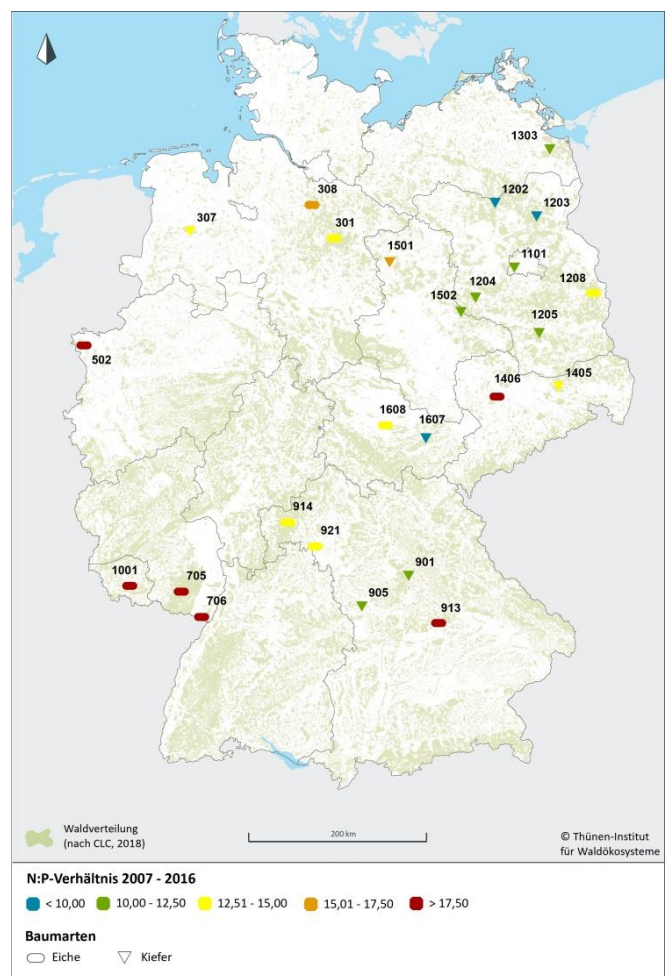 1303
1202
308
1203
307
301
1501
1101
1204
1208
1502
1205
502
1406
1405
1608
1607
914
921
901
1001
705
905
706
913
Waldverteilung
(nach CLC, 2018)
200 km
© Thünen-Institut
für Waldökosysteme
N:P-Verhältnis 2007 - 2016
< 10,00 10,00 - 12,50 12,51 - 15,00 15,01 - 17,50 > 17,50
Baumarten
Eiche Kiefer